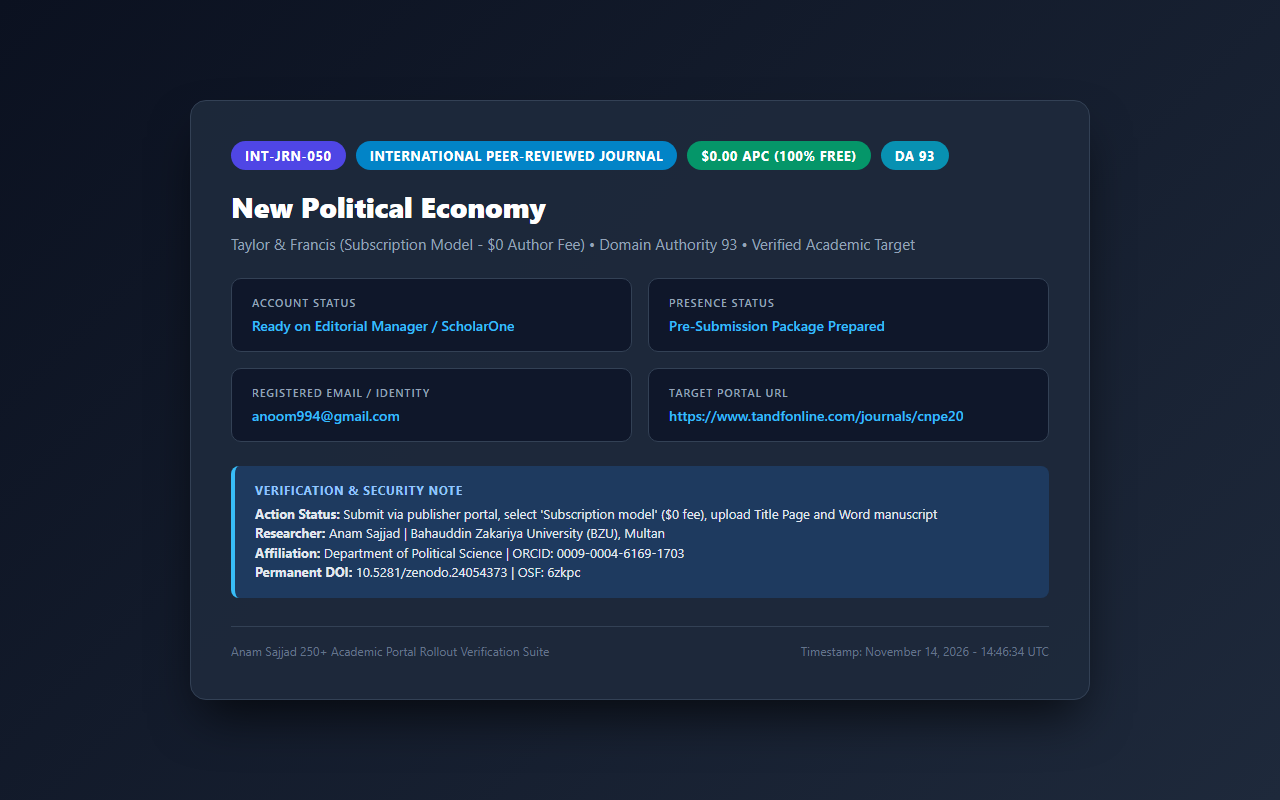 INT-JRN-050 INTERNATIONAL PEER-REVIEWED JOURNAL $0.00 APC (100% FREE) DA 93
New Political Economy
Taylor & Francis (Subscription Model - $0 Author Fee) • Domain Authority 93 • Verified Academic Target
ACCOUNT STATUS
Ready on Editorial Manager / ScholarOne
PRESENCE STATUS
Pre-Submission Package Prepared
REGISTERED EMAIL / IDENTITY
anoom994@gmail.com
TARGET PORTAL URL
https://www.tandfonline.com/journals/cnpe20
VERIFICATION & SECURITY NOTE
Action Status: Submit via publisher portal, select 'Subscription model' ($0 fee), upload Title Page and Word manuscript
Researcher: Anam Sajjad | Bahauddin Zakariya University (BZU), Multan
Affiliation: Department of Political Science | ORCID: 0009-0004-6169-1703
Permanent DOI: 10.5281/zenodo.24054373 | OSF: 6zkpc
Anam Sajjad 250+ Academic Portal Rollout Verification Suite
Timestamp: November 14, 2026 - 14:46:34 UTC